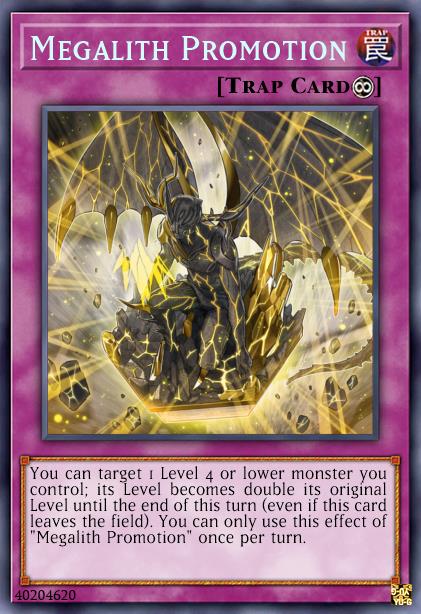 MEGALITH PROMOTION
TRAP
罠
[TRAP CARD♾]
You can target 1 Level 4 or lower monster you
control; its Level becomes double its original
Level until the end of this turn (even if this card
leaves the field). You can only use this effect of
"Megalith Promotion" once per turn.
40204620